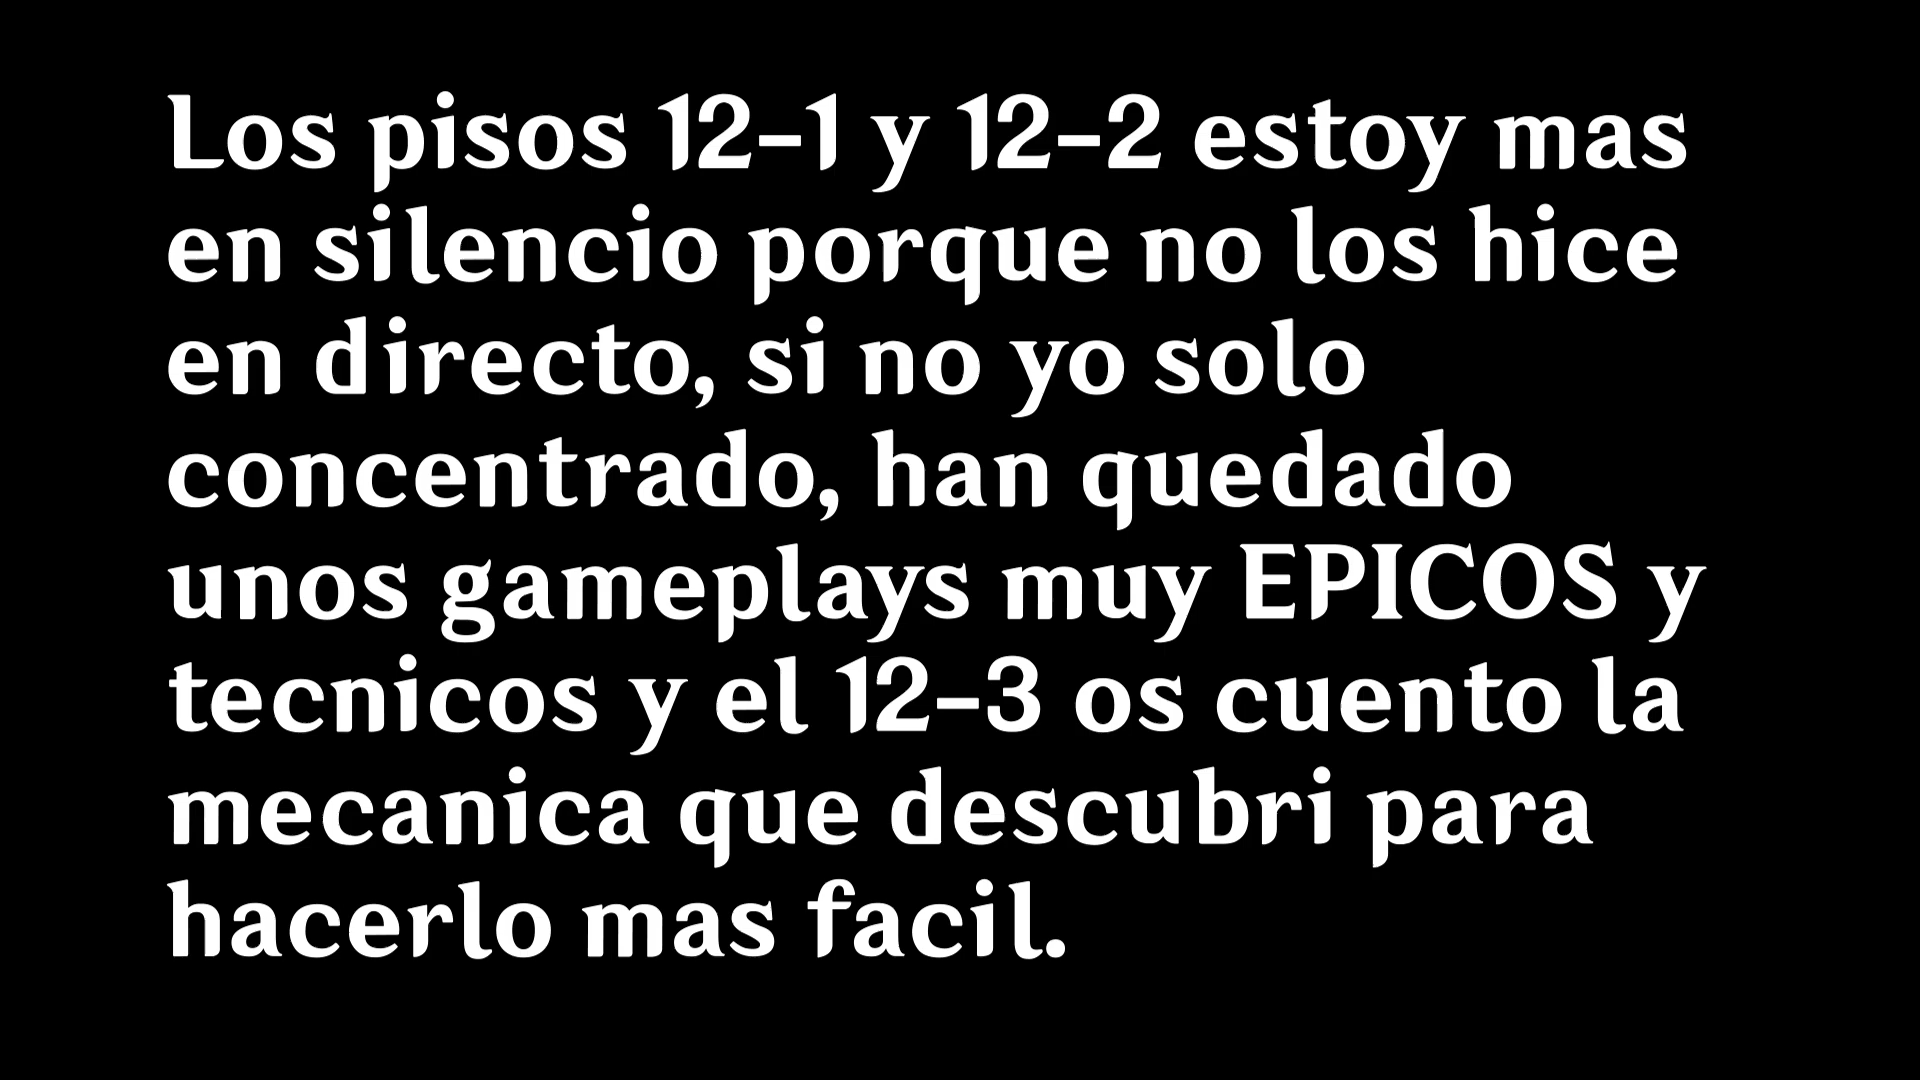 Los pisos 12-1 y 12-2 estoy mas
en silencio porque no los hice
en directo, si no yo solo
concentrado, han quedado
unos gameplays muy EPICOS y
tecnicos y el 12-3 os cuento la
mecanica que descubri para
hacerlo mas facil.